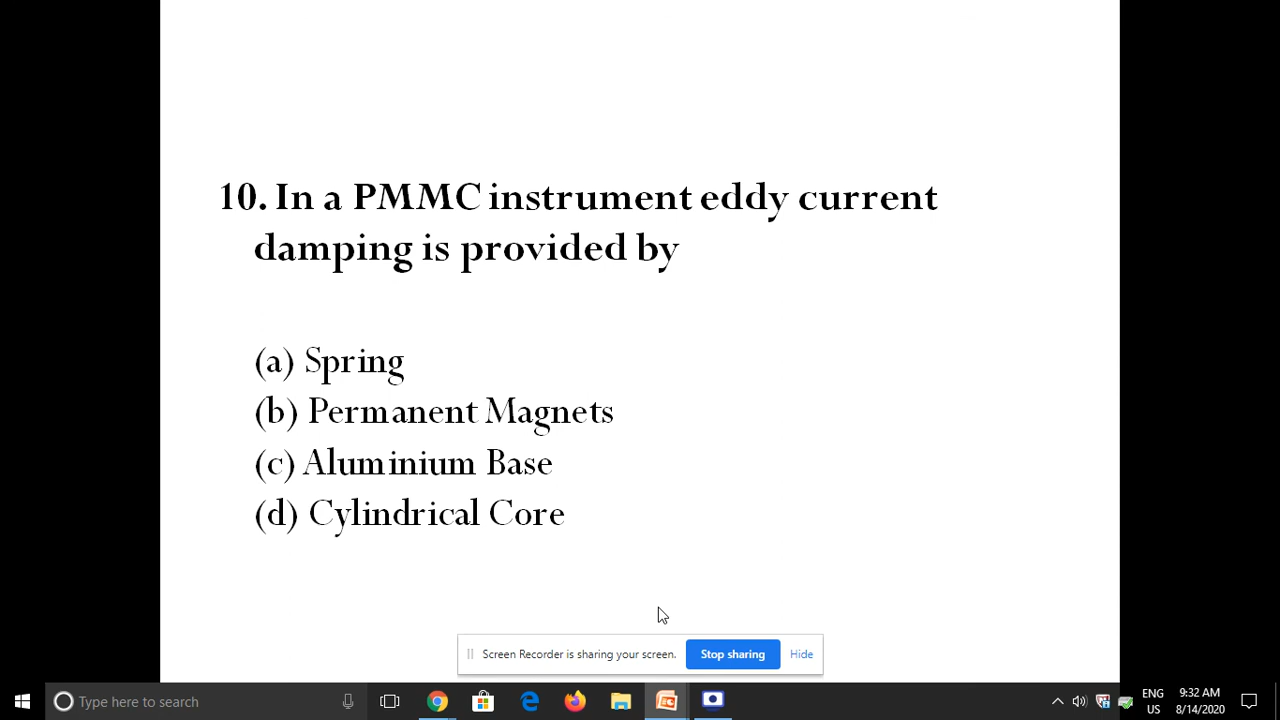 10. In a PMMC instrument eddy current
damping is provided by
(a) Spring
(b) Permanent Magnets
(c) Aluminium Base
(d) Cylindrical Core
Screen Recorder is sharing your screen. Stop sharing Hide
Type here to search
ENG 9:32 AM
US 8/14/2020